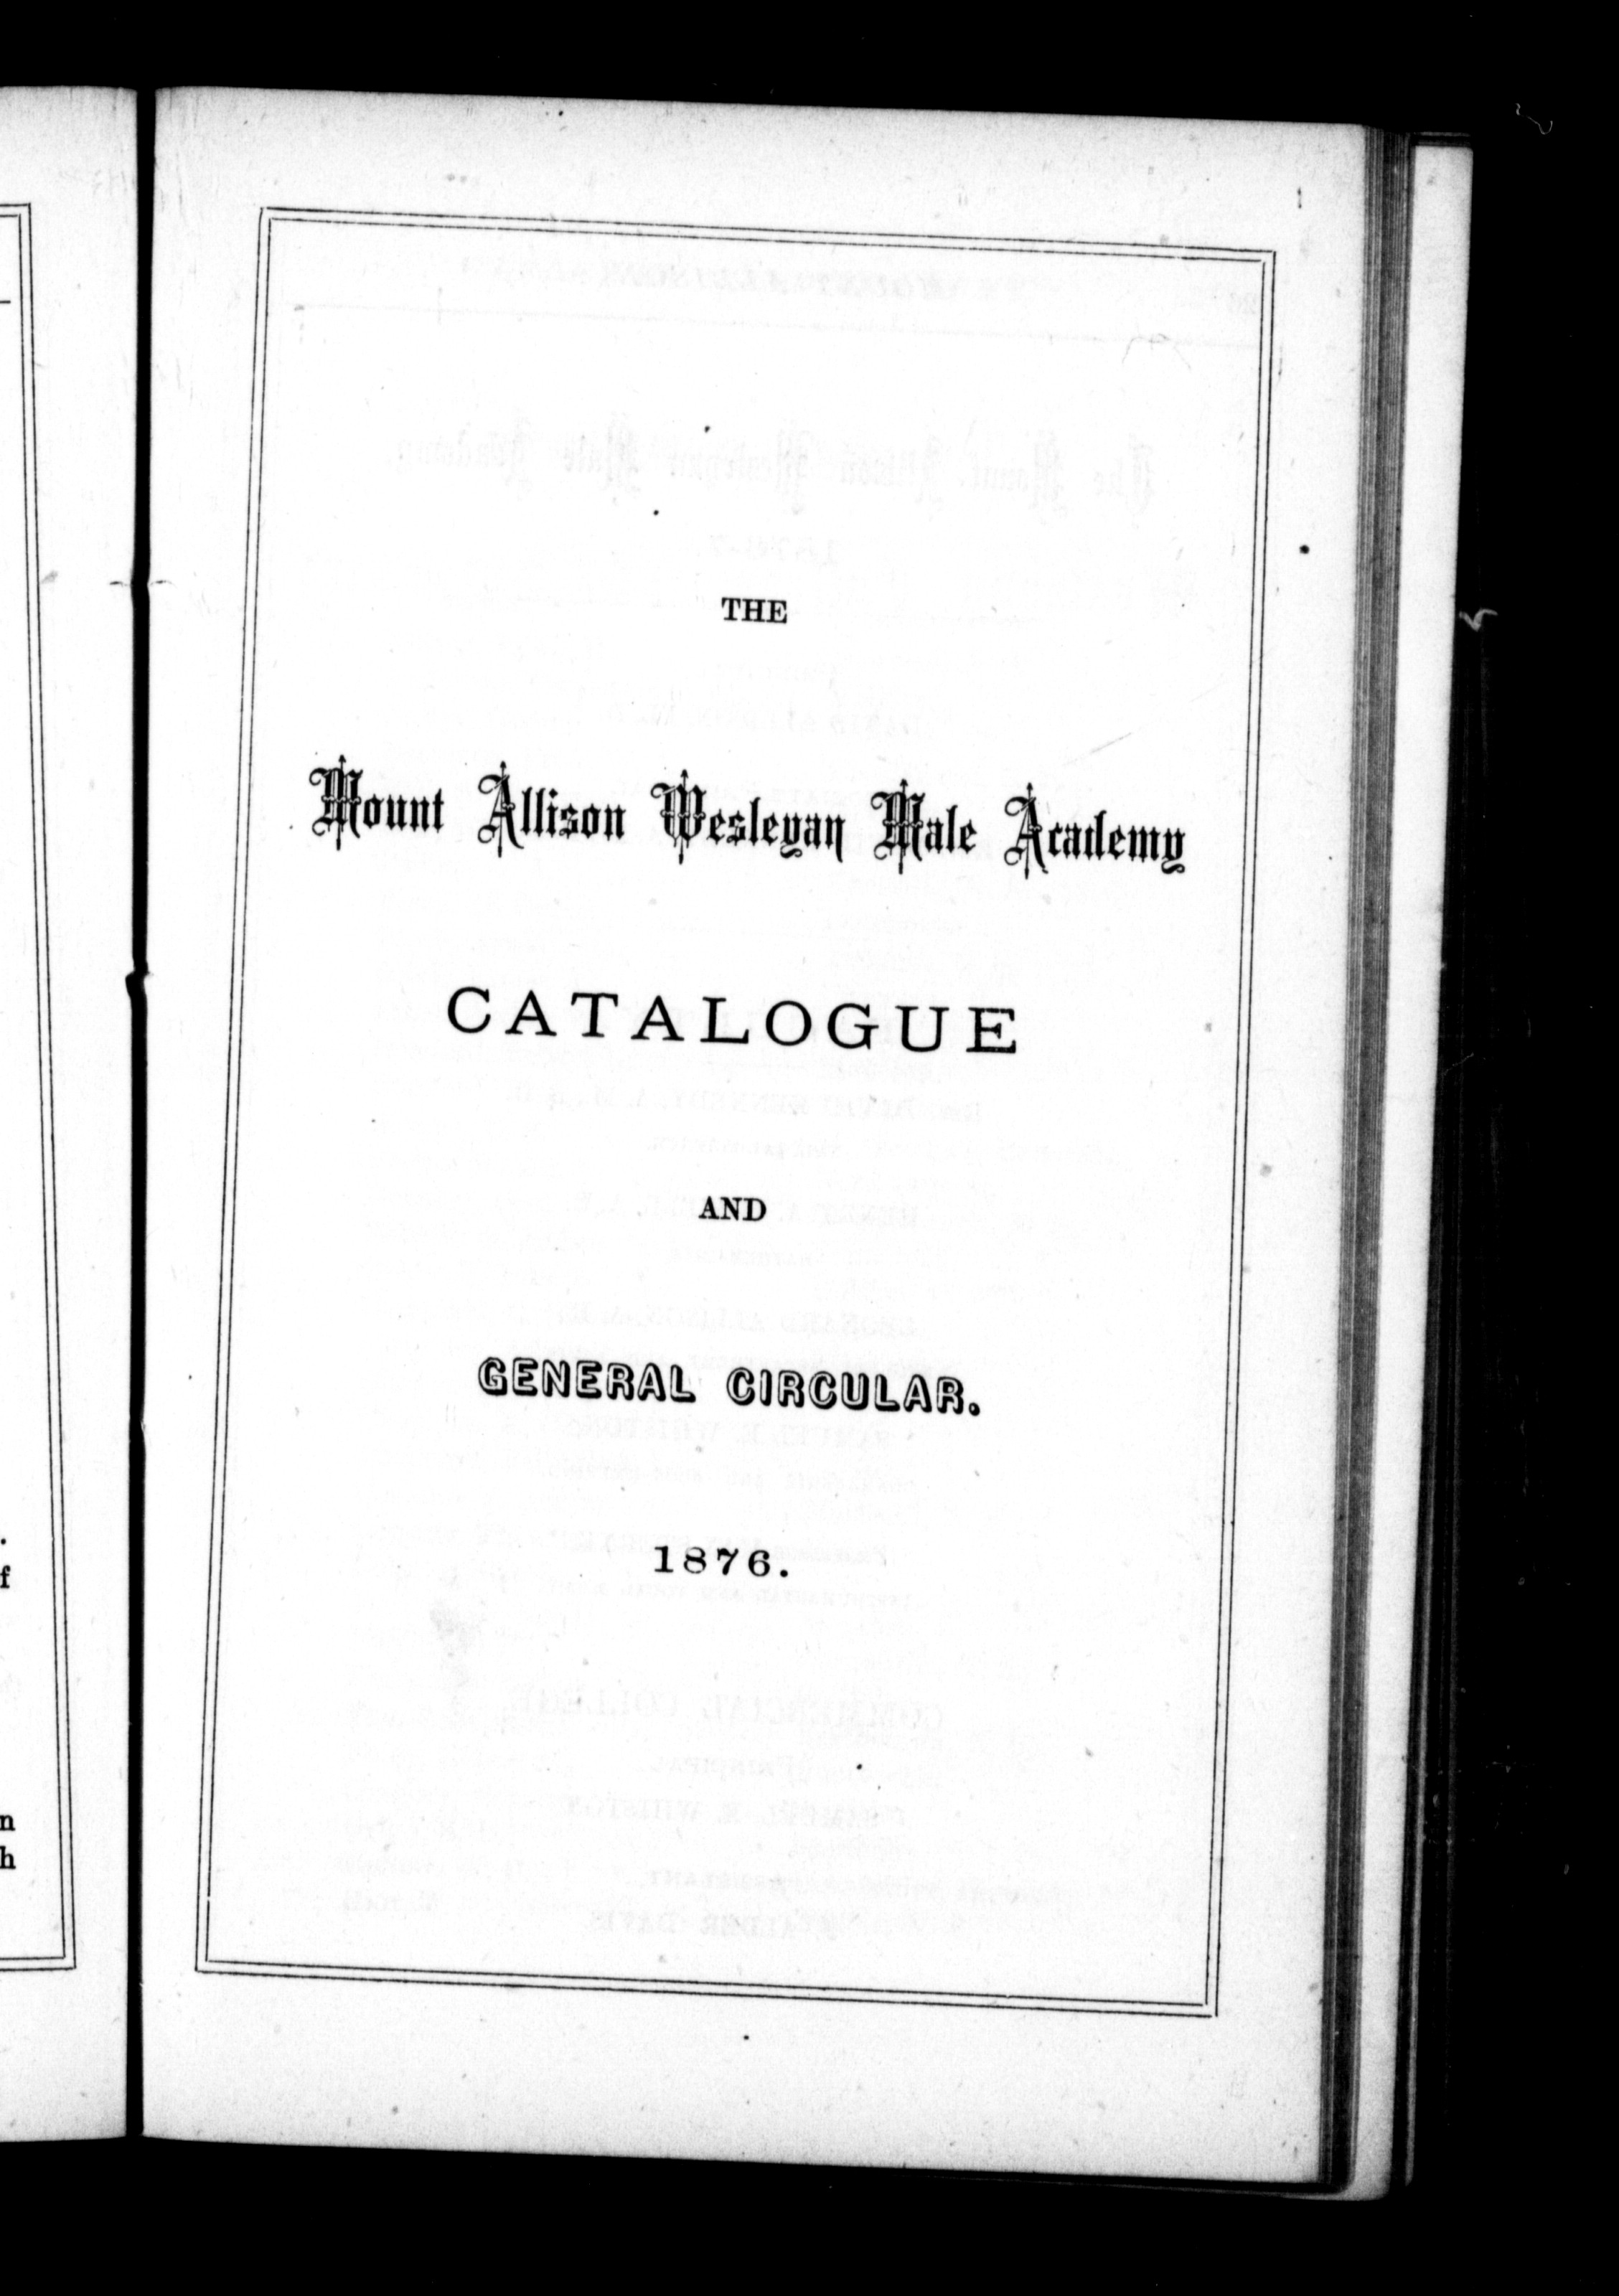 THE
Mount Allison Wesleyan Male Academy
CATALOGUE
AND
GENERAL CIRCULAR.
1876.